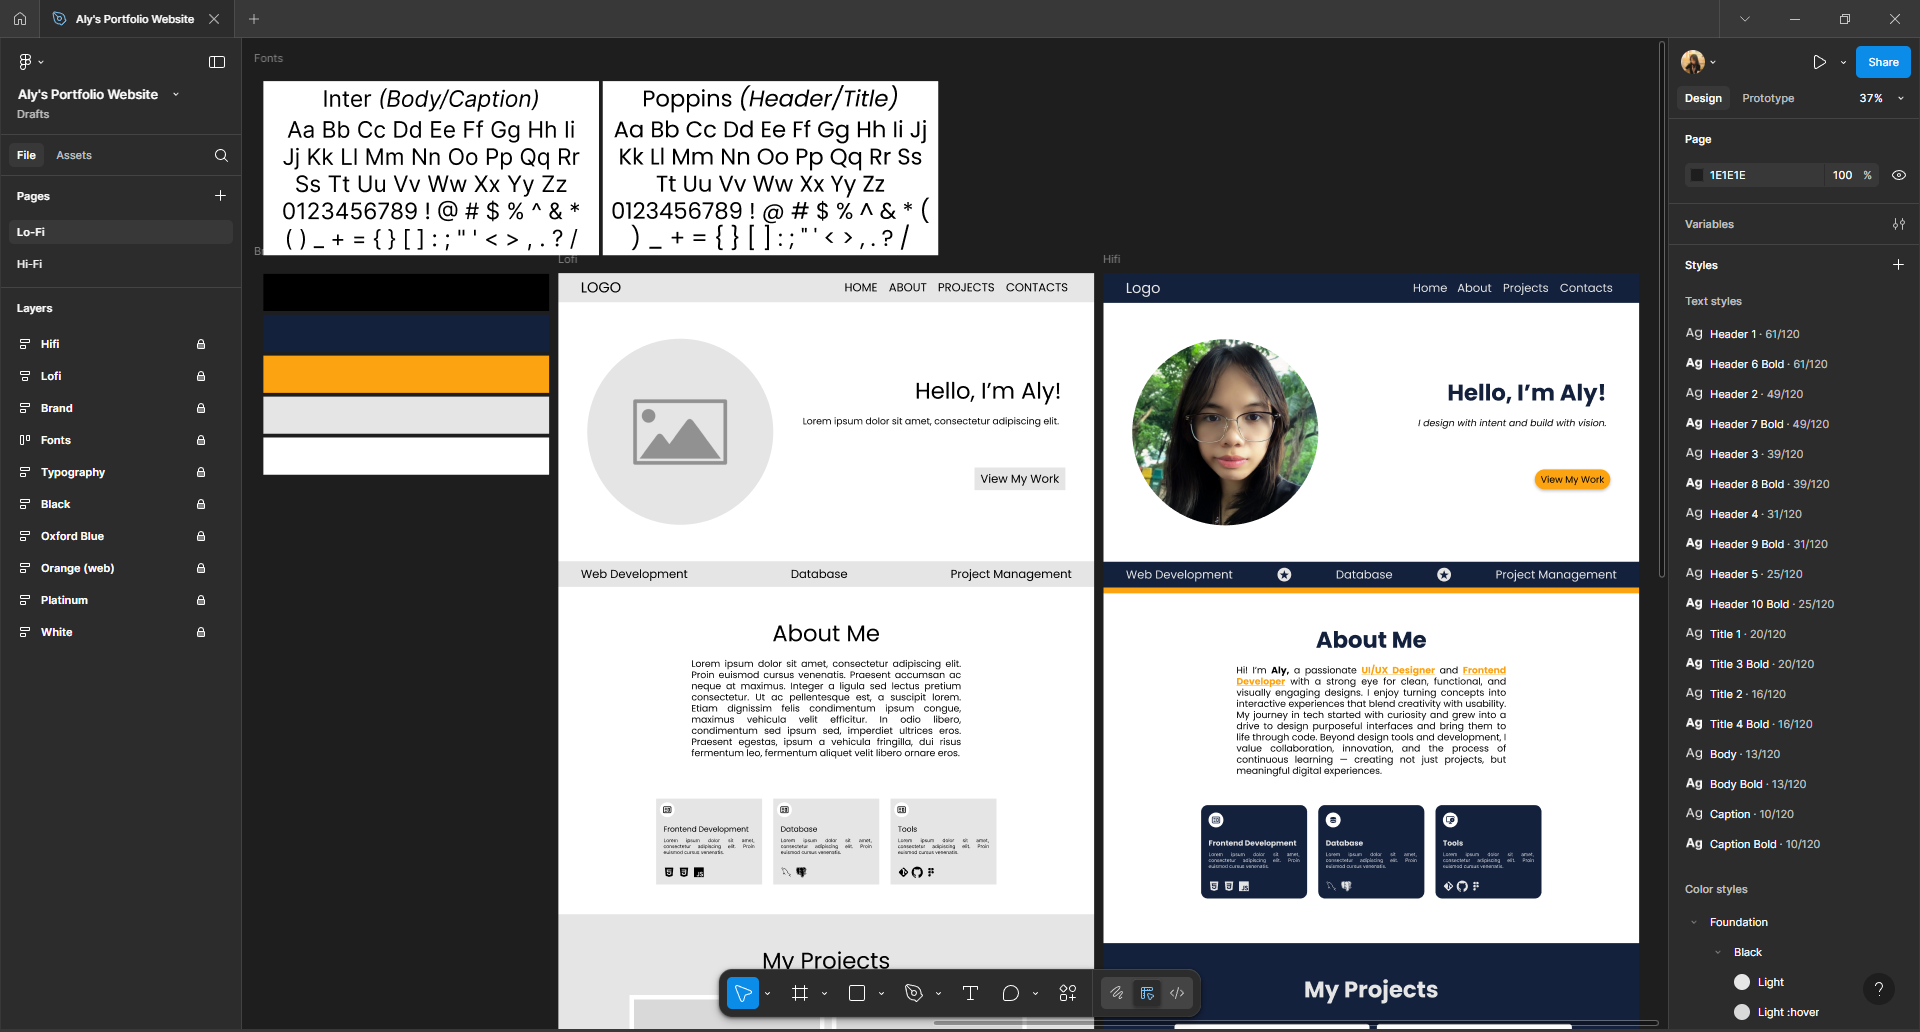 Aly's Portfolio Website
Aly's Portfolio Website
Drafts
File
Assets
Pages
Lo-Fi
Hi-Fi
Layers
Hifi
Lofi
Brand
Fonts
Typography
Black
Oxford Blue
Orange (web)
Platinum
White
Fonts
Inter (Body/Caption)
Aa Bb Cc Dd Ee Ff Gg Hh Ii
Jj Kk Ll Mm Nn Oo Pp Qq Rr
Ss Tt Uu Vv Ww Xx Yy Zz
0123456789 ! @ # $ % ^ & *
( ) _ + = { } [ ] : ; " ' < > , . ? /
Poppins (Header/Title)
Aa Bb Cc Dd Ee Ff Gg Hh Ii Jj
Kk Ll Mm Nn Oo Pp Qq Rr Ss
Tt Uu Vv Ww Xx Yy Zz
0123456789 ! @ # $ % ^ & * (
) _ + = { } [ ] : ; " ' < > , . ? /
Lofi
LOGO
HOME ABOUT PROJECTS CONTACTS
Hello, I'm Aly!
Lorem ipsum dolor sit amet, consectetur adipiscing elit.
View My Work
Web Development Database Project Management
About Me
Lorem ipsum dolor sit amet, consectetur adipiscing elit.
Proin euismod cursus venenatis. Praesent accumsan ac
neque at maximus. Integer a ligula sed lectus pretium
consectetur. Ut ac pellentesque est, a suscipit lorem.
Etiam dignissim felis condimentum ipsum congue,
maximus vehicula velit efficitur. In odio libero,
condimentum sed ipsum sed, imperdiet ultrices eros.
Praesent egestas, ipsum a vehicula fringilla, dui risus
fermentum leo, fermentum aliquet velit libero ornare eros.
Frontend Development
Lorem ipsum dolor sit amet,
consectetur adipiscing elit. Proin
euismod cursus venenatis.
Database
Lorem ipsum dolor sit amet,
consectetur adipiscing elit. Proin
euismod cursus venenatis.
Tools
Lorem ipsum dolor sit amet,
consectetur adipiscing elit. Proin
euismod cursus venenatis.
My Projects
Hifi
Logo
Home About Projects Contacts
Hello, I'm Aly!
I design with intent and build with vision.
View My Work
Web Development Database Project Management
About Me
Hi! I'm Aly, a passionate UI/UX Designer and Frontend
Developer with a strong eye for clean, functional, and
visually engaging designs. I enjoy turning concepts into
interactive experiences that blend creativity with usability.
My journey in tech started with curiosity and grew into a
drive to design purposeful interfaces and bring them to
life through code. Beyond design tools and development, I
value collaboration, innovation, and the process of
continuous learning — creating not just projects, but
meaningful digital experiences.
Frontend Development
Lorem ipsum dolor sit amet,
consectetur adipiscing elit. Proin
euismod cursus venenatis.
Database
Lorem ipsum dolor sit amet,
consectetur adipiscing elit. Proin
euismod cursus venenatis.
Tools
Lorem ipsum dolor sit amet,
consectetur adipiscing elit. Proin
euismod cursus venenatis.
My Projects
Share
Design
Prototype
37%
Page
1E1E1E
100 %
Variables
Styles
Text styles
Ag Header 1 · 61/120
Ag Header 6 Bold · 61/120
Ag Header 2 · 49/120
Ag Header 7 Bold · 49/120
Ag Header 3 · 39/120
Ag Header 8 Bold · 39/120
Ag Header 4 · 31/120
Ag Header 9 Bold · 31/120
Ag Header 5 · 25/120
Ag Header 10 Bold · 25/120
Ag Title 1 · 20/120
Ag Title 3 Bold · 20/120
Ag Title 2 · 16/120
Ag Title 4 Bold · 16/120
Ag Body · 13/120
Ag Body Bold · 13/120
Ag Caption · 10/120
Ag Caption Bold · 10/120
Color styles
Foundation
Black
Light
Light :hover
?